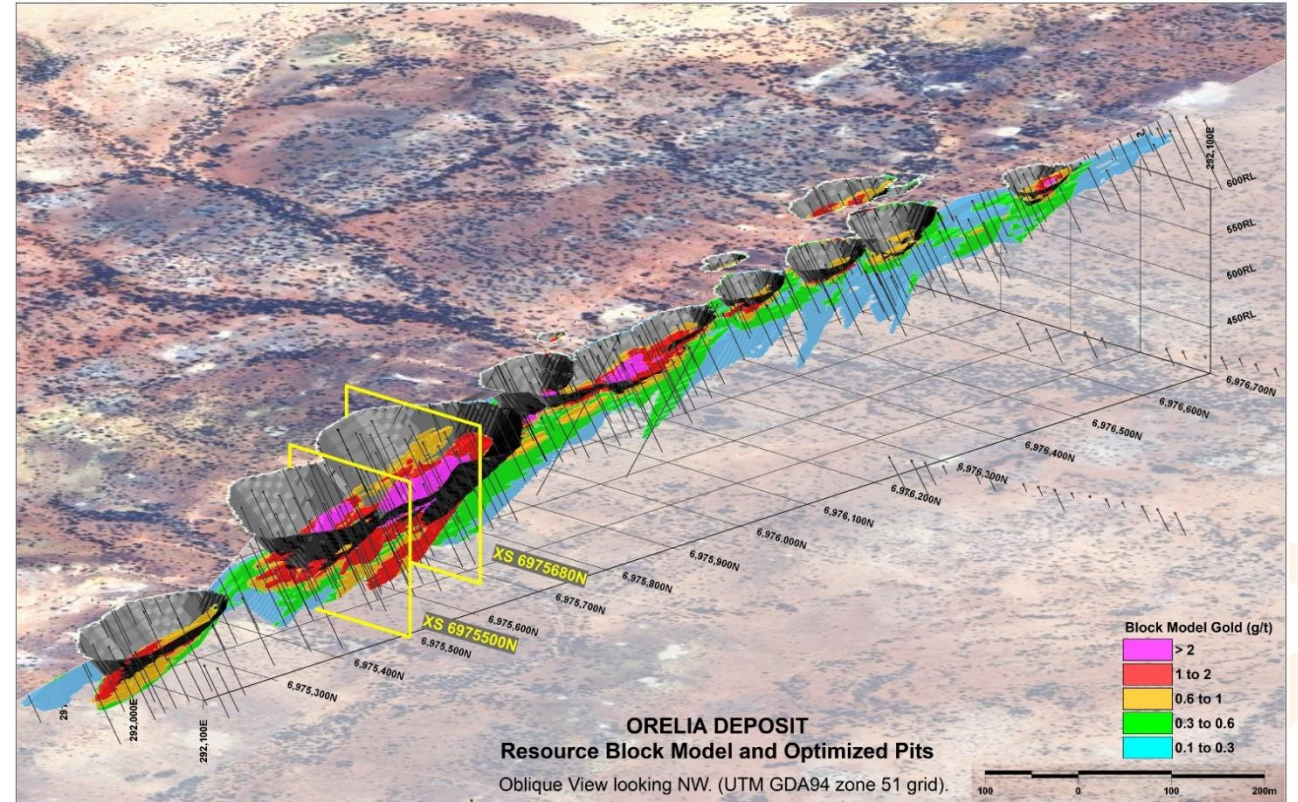 292,100E
600RL
550RL
500RL
450RL
6,976,700N
6,976,600N
6,976,500N
6,976,400N
6,976,300N
6,976,200N
6,976,100N
6,976,000N
6,975,900N
6,975,800N
6,975,700N
6,975,600N
6,975,500N
6,975,400N
6,975,300N
XS 6975680N
XS 6975500N
292,000E
292,100E
Block Model Gold (g/t)
> 2
1 to 2
0.6 to 1
0.3 to 0.6
0.1 to 0.3
ORELIA DEPOSIT
Resource Block Model and Optimized Pits
Oblique View looking NW. (UTM GDA94 zone 51 grid).
100 0 100 200m